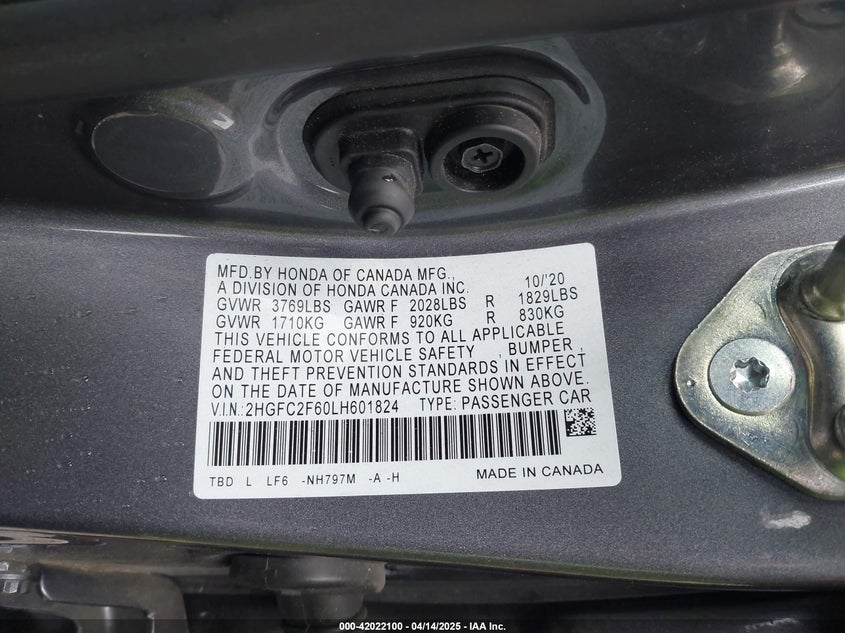 MFD.BY HONDA OF CANADA MFG., 10/'20
A DIVISION OF HONDA CANADA INC.
GVWR 3769LBS GAWR F 2028LBS R 1829LBS
GVWR 1710KG GAWR F 920KG R 830KG
THIS VEHICLE CONFORMS TO ALL APPLICABLE
FEDERAL MOTOR VEHICLE SAFETY , BUMPER ,
AND THEFT PREVENTION STANDARDS IN EFFECT
ON THE DATE OF MANUFACTURE SHOWN ABOVE.
V.I.N.:2HGFC2F60LH601824 TYPE: PASSENGER CAR
TBD L LF6 -NH797M -A -H MADE IN CANADA
000-42022100 - 04/14/2025 - IAA Inc.